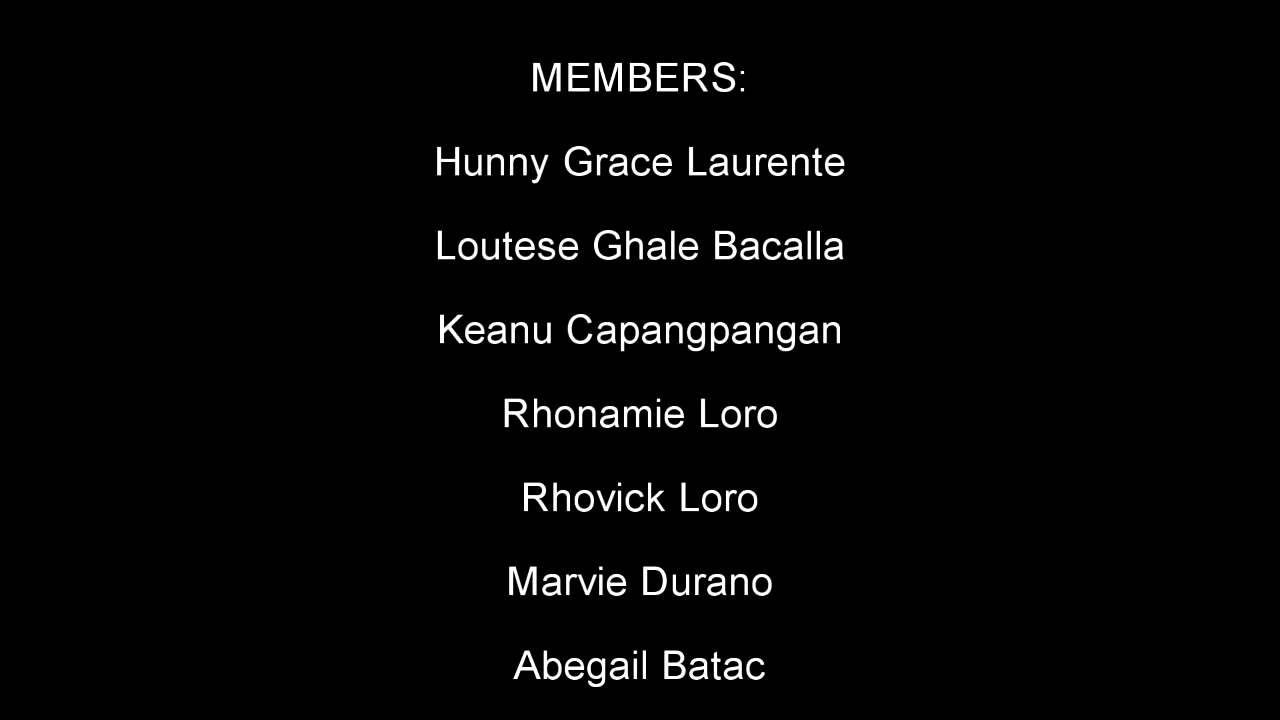 MEMBERS:
Hunny Grace Laurente
Loutese Ghale Bacalla
Keanu Capangpangan
Rhonamie Loro
Rhovick Loro
Marvie Durano
Abegail Batac